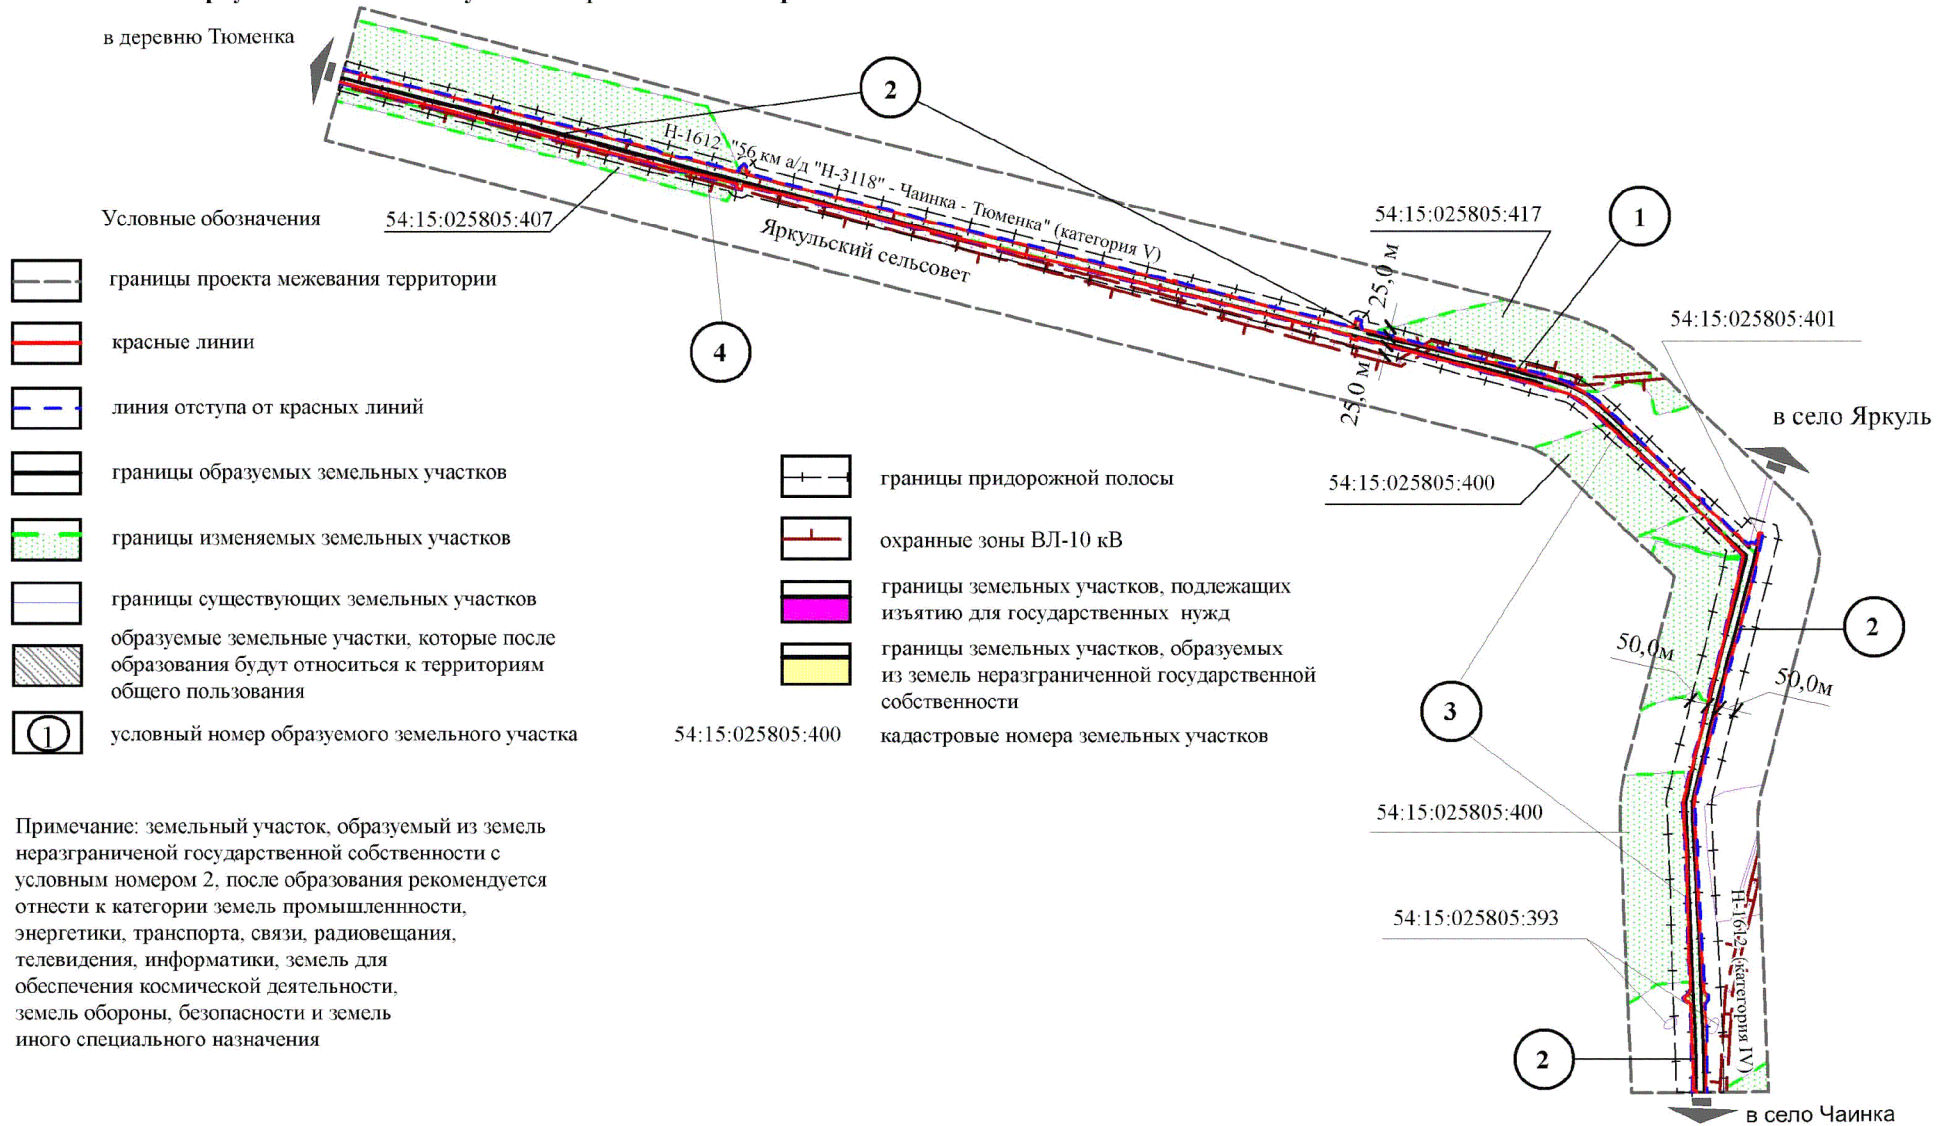 в деревню Тюменка
2
Н-1612 "56 км а/д "Н-3118" - Чаинка - Тюменка" (категория V)
Яркульский сельсовет
Условные обозначения
54:15:025805:407
54:15:025805:417
1
25,0 м
25,0 м
54:15:025805:401
4
в село Яркуль
54:15:025805:400
границы проекта межевания территории
красные линии
линия отступа от красных линий
границы образуемых земельных участков
границы изменяемых земельных участков
границы существующих земельных участков
образуемые земельные участки, которые после
образования будут относиться к территориям
общего пользования
1
условный номер образуемого земельного участка
границы придорожной полосы
охранные зоны ВЛ-10 кВ
границы земельных участков, подлежащих
изъятию для государственных нужд
границы земельных участков, образуемых
из земель неразграниченной государственной
собственности
54:15:025805:400
кадастровые номера земельных участков
50,0м
2
50,0м
3
54:15:025805:400
54:15:025805:393
Н-1612 (категория IV)
2
в село Чаинка
Примечание: земельный участок, образуемый из земель
неразграниченой государственной собственности с
условным номером 2, после образования рекомендуется
отнести к категории земель промышленнности,
энергетики, транспорта, связи, радиовещания,
телевидения, информатики, земель для
обеспечения космической деятельности,
земель обороны, безопасности и земель
иного специального назначения